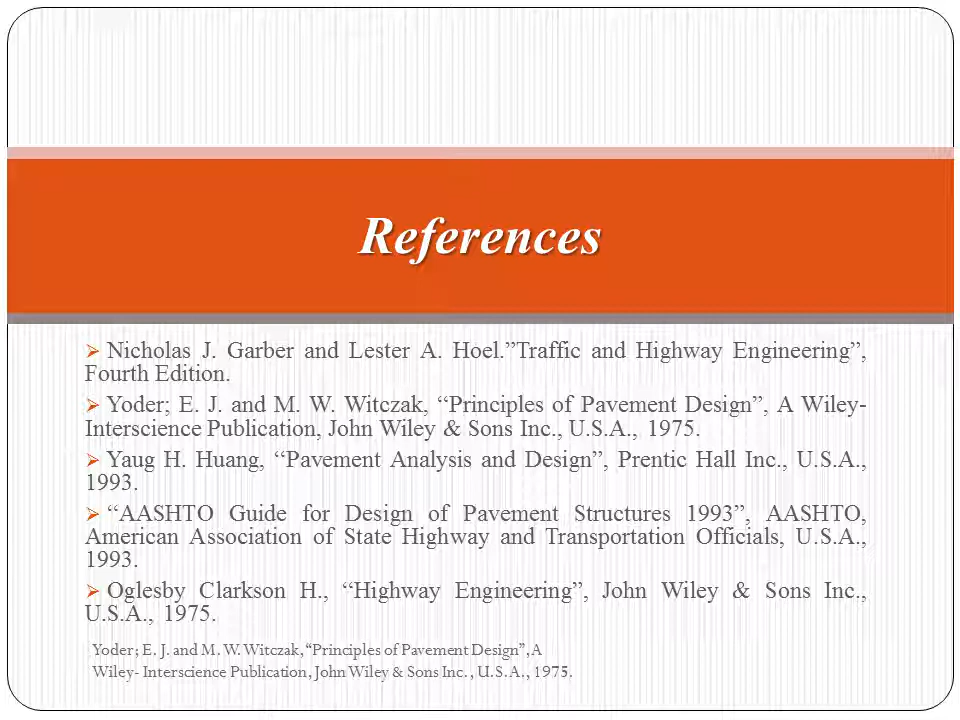 References
➢ Nicholas J. Garber and Lester A. Hoel.”Traffic and Highway Engineering”,
Fourth Edition.
➢ Yoder; E. J. and M. W. Witczak, “Principles of Pavement Design”, A Wiley-
Interscience Publication, John Wiley & Sons Inc., U.S.A., 1975.
➢ Yaug H. Huang, “Pavement Analysis and Design”, Prentic Hall Inc., U.S.A.,
1993.
➢ “AASHTO Guide for Design of Pavement Structures 1993”, AASHTO,
American Association of State Highway and Transportation Officials, U.S.A.,
1993.
➢ Oglesby Clarkson H., “Highway Engineering”, John Wiley & Sons Inc.,
U.S.A., 1975.
Yoder; E. J. and M. W. Witczak, “Principles of Pavement Design”, A
Wiley- Interscience Publication, John Wiley & Sons Inc., U.S.A., 1975.